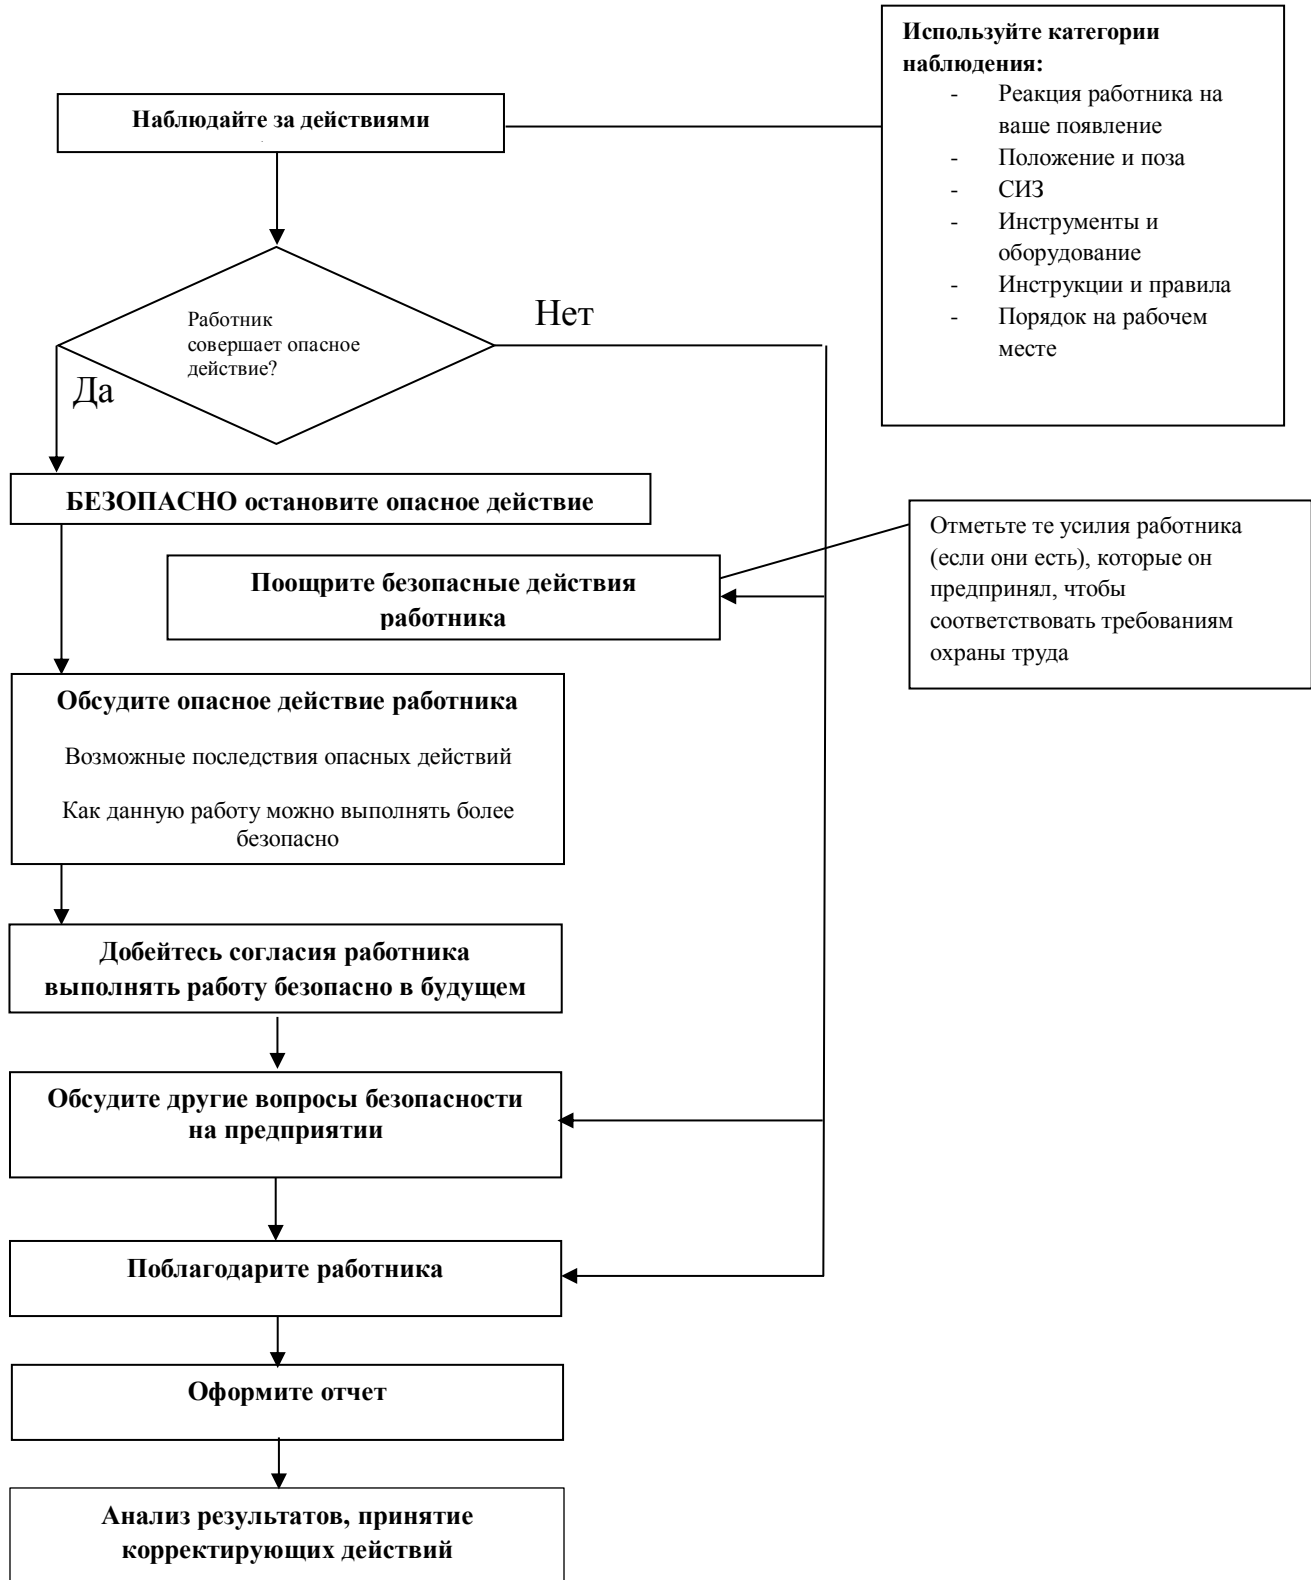 Используйте категории
наблюдения:
- Реакция работника на
ваше появление
- Положение и поза
- СИЗ
- Инструменты и
оборудование
- Инструкции и правила
- Порядок на рабочем
месте
Наблюдайте за действиями
Работник
совершает опасное
действие?
Нет
Да
БЕЗОПАСНО остановите опасное действие
Поощрите безопасные действия
работника
Отметьте те усилия работника
(если они есть), которые он
предпринял, чтобы
соответствовать требованиям
охраны труда
Обсудите опасное действие работника
Возможные последствия опасных действий
Как данную работу можно выполнять более
безопасно
Добейтесь согласия работника
выполнять работу безопасно в будущем
Обсудите другие вопросы безопасности
на предприятии
Поблагодарите работника
Оформите отчет
Анализ результатов, принятие
корректирующих действий